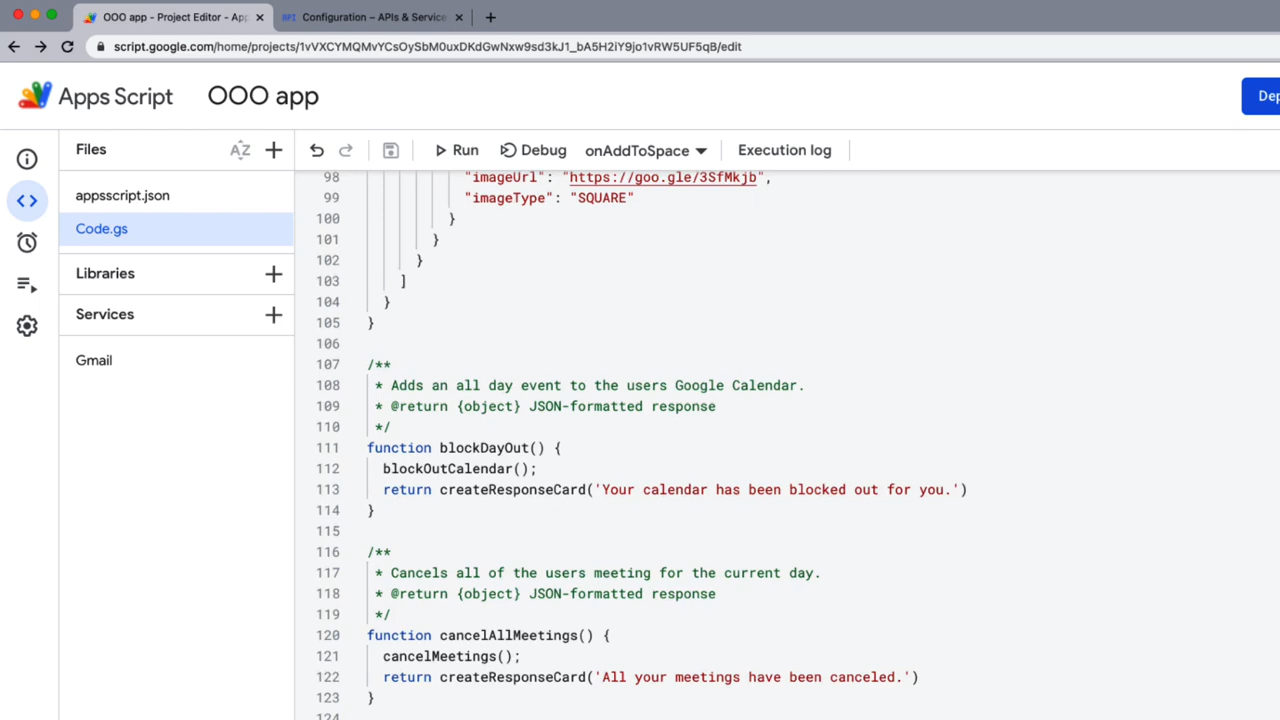 OOO app - Project Editor - App
API Configuration – APIs & Service
script.google.com/home/projects/1vVXCYMQMvYCsOySbM0uxDKdGwNxw9sd3kJ1_bA5H2iY9jo1vRW5UF5qB/edit
Apps Script OOO app
Files
Run Debug onAddToSpace Execution log
appsscript.json
Code.gs
Libraries
Services
Gmail
98 "imageUrl": "https://goo.gle/3SfMkjb",
99 "imageType": "SQUARE"
100 }
101 }
102 }
103 ]
104 }
105 }
106
107 /**
108 * Adds an all day event to the users Google Calendar.
109 * @return {object} JSON-formatted response
110 */
111 function blockDayOut() {
112 blockOutCalendar();
113 return createResponseCard('Your calendar has been blocked out for you.')
114 }
115
116 /**
117 * Cancels all of the users meeting for the current day.
118 * @return {object} JSON-formatted response
119 */
120 function cancelAllMeetings() {
121 cancelMeetings();
122 return createResponseCard('All your meetings have been canceled.')
123 }
124